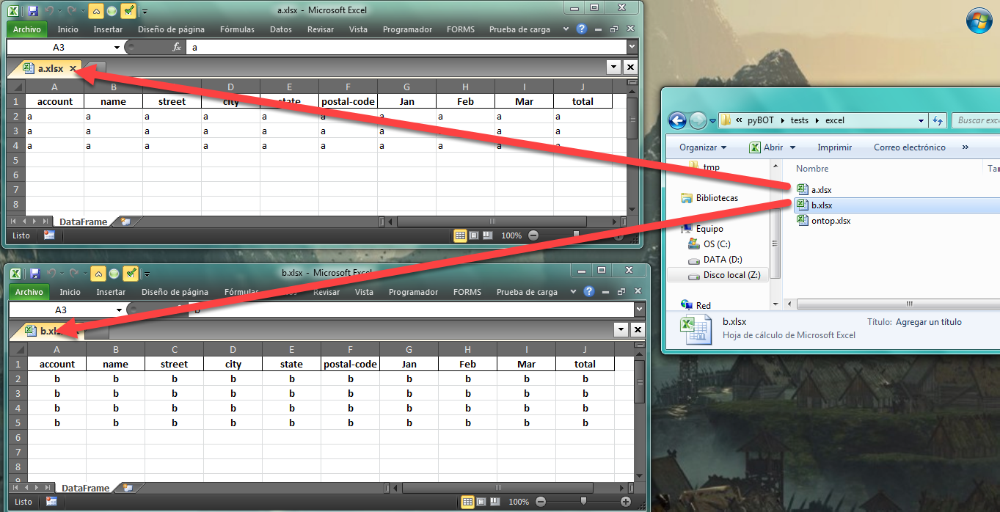 a.xlsx - Microsoft Excel
Archivo Inicio Insertar Diseño de página Fórmulas Datos Revisar Vista Programador FORMS Prueba de carga
A3 fx a
a.xlsx
A B C D E F G H I J
1 account name street city state postal-code Jan Feb Mar total
2 a a a a a a a a a a
3 a a a a a a a a a a
4 a a a a a a a a a a
5
6
7
8
DataFrame
Listo 100%
b.xlsx - Microsoft Excel
Archivo Inicio Insertar Diseño de página Fórmulas Revisar Vista Programador FORMS Prueba de carga
A3 b
b.xlsx
A B C D E F G H I J
1 account name street city state postal-code Jan Feb Mar total
2 b b b b b b b b b b
3 b b b b b b b b b b
4 b b b b b b b b b b
5 b b b b b b b b b b
6
7
8
9
DataFrame
Listo 100%
« pyBOT tests excel Buscar exc
Organizar Abrir Imprimir Correo electrónico »
Nombre
tmp
Bibliotecas
Equipo
OS (C:)
DATA (D:)
Disco local (Z:)
Red
a.xlsx
b.xlsx
ontop.xlsx
b.xlsx Título: Agregar un título
Hoja de cálculo de Microsoft Excel